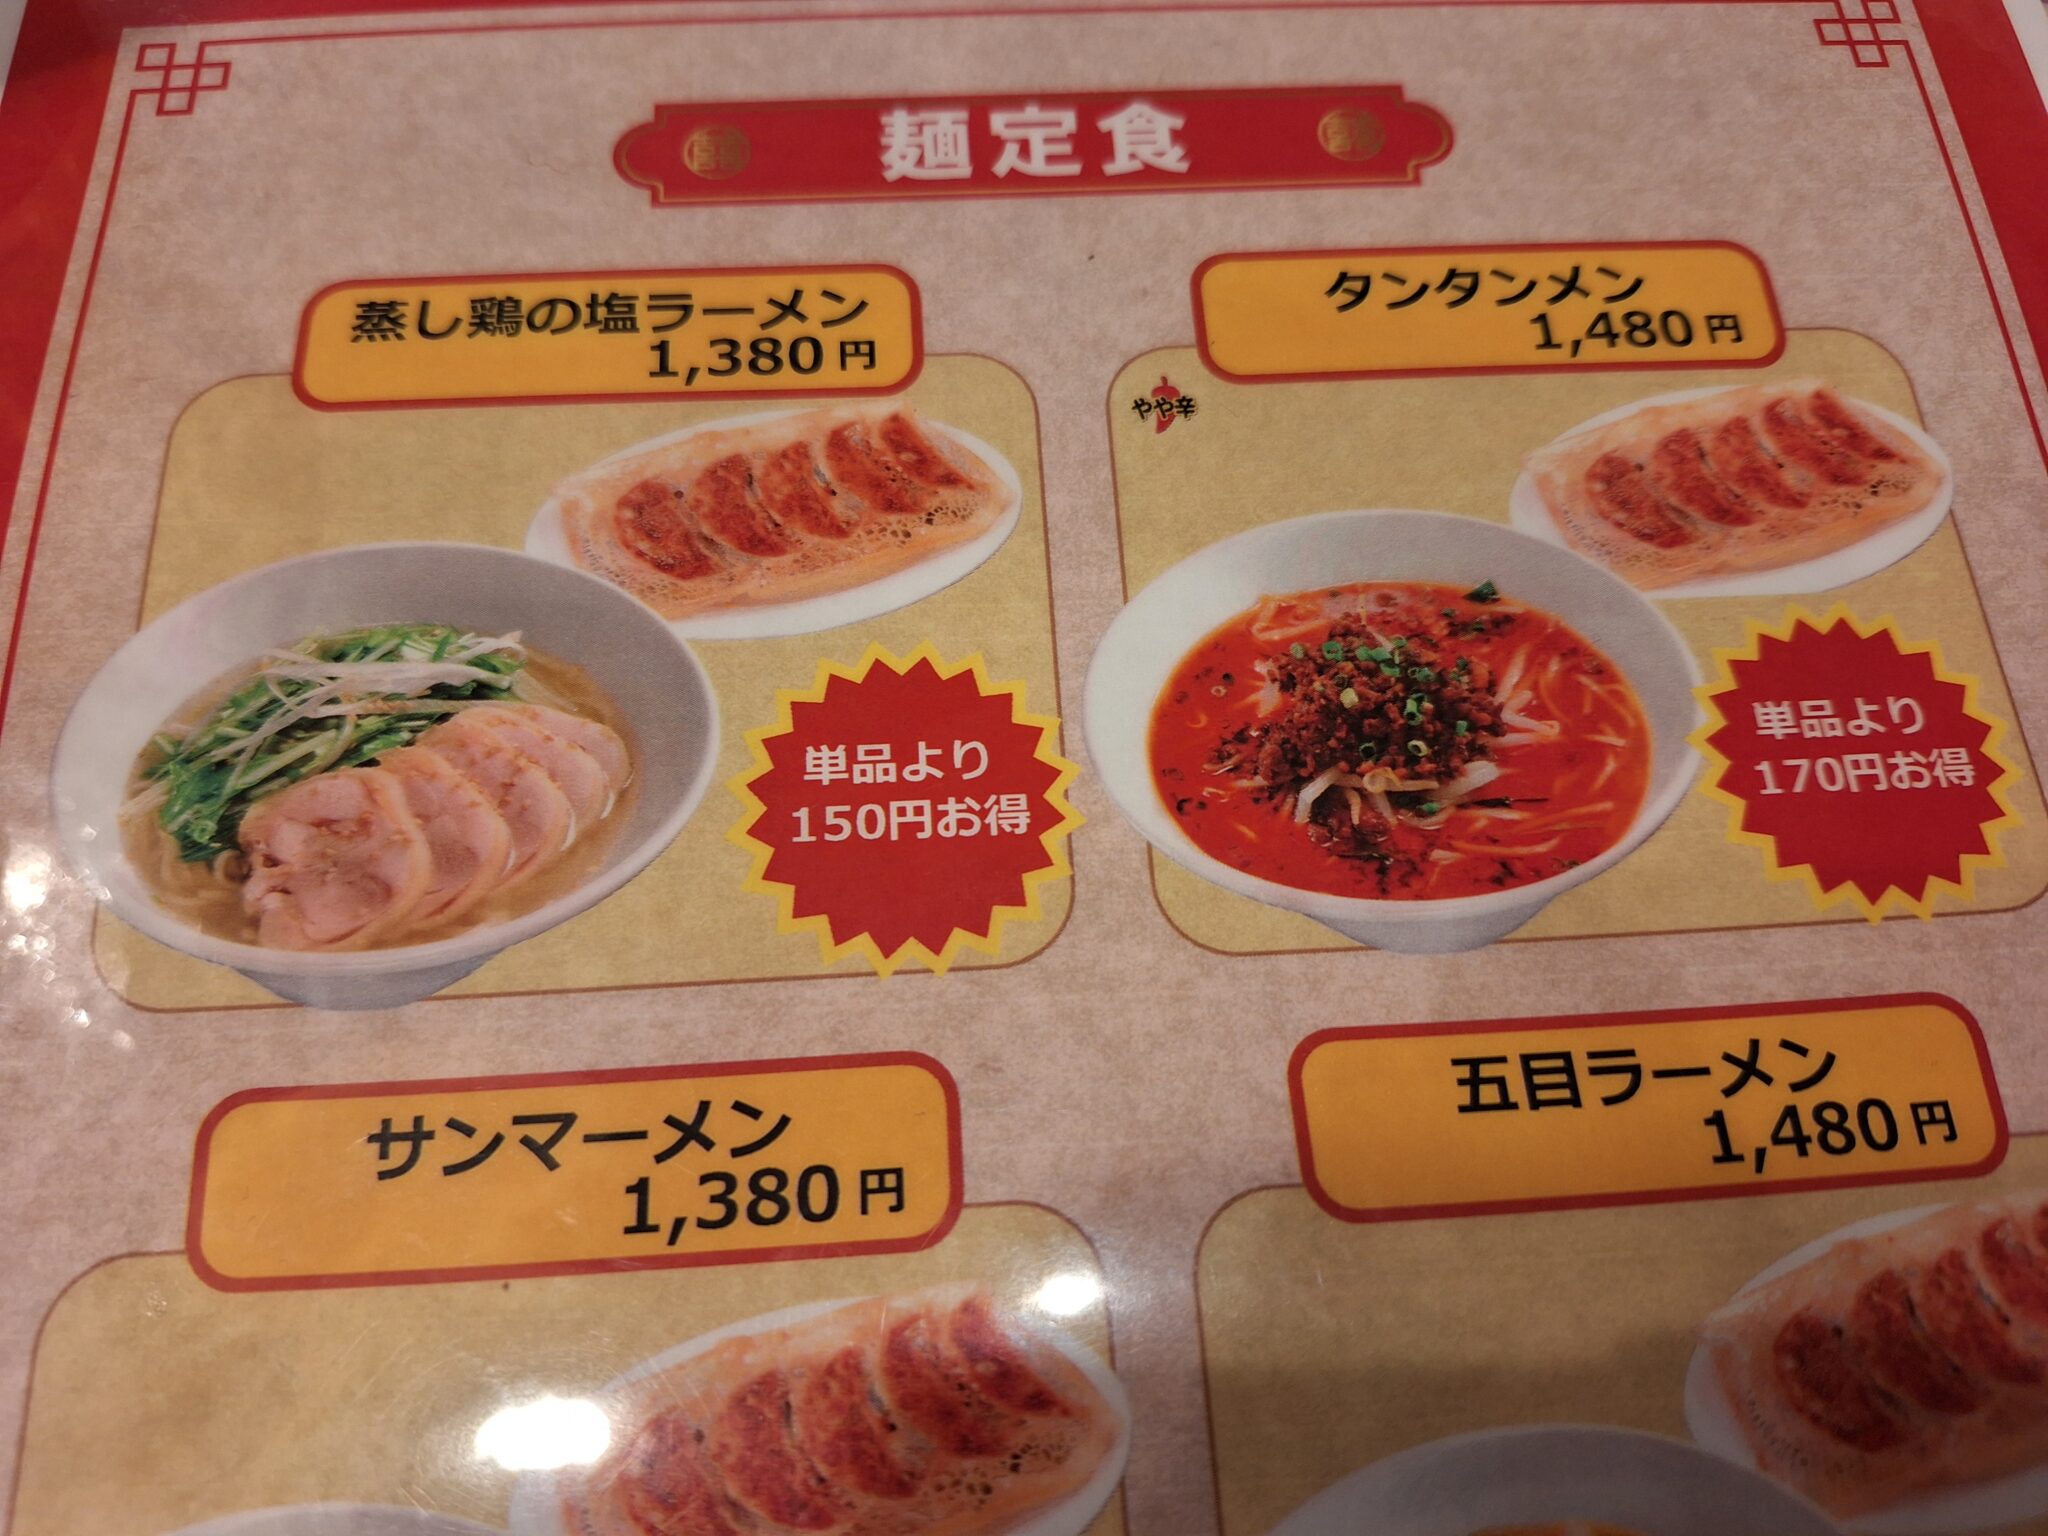 麺定食
蒸し鶏の塩ラーメン
1,380円
タンタンメン
1,480円
やや辛
単品より
150円お得
単品より
170円お得
サンマーメン
1,380円
五目ラーメン
1,480円